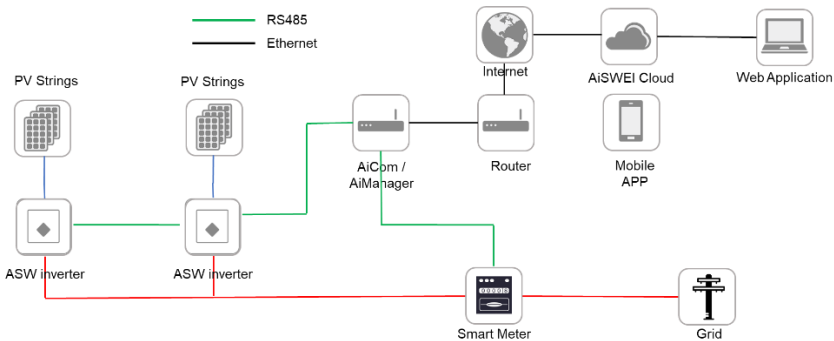 RS485
Ethernet
PV Strings
PV Strings
Internet
AiSWEI Cloud
Web Application
AiCom /
AiManager
Router
Mobile
APP
ASW inverter
ASW inverter
Smart Meter
Grid